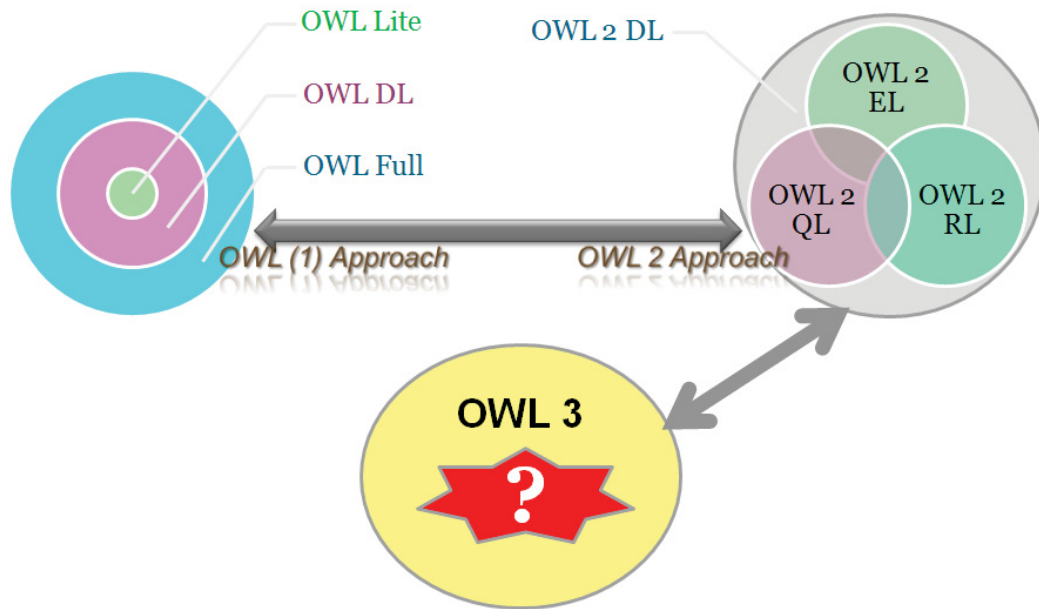 OWL Lite
OWL DL
OWL Full
OWL (1) Approach
OWL 2 Approach
OWL 2 DL
OWL 2
EL
OWL 2
QL
OWL 2
RL
OWL 3
?